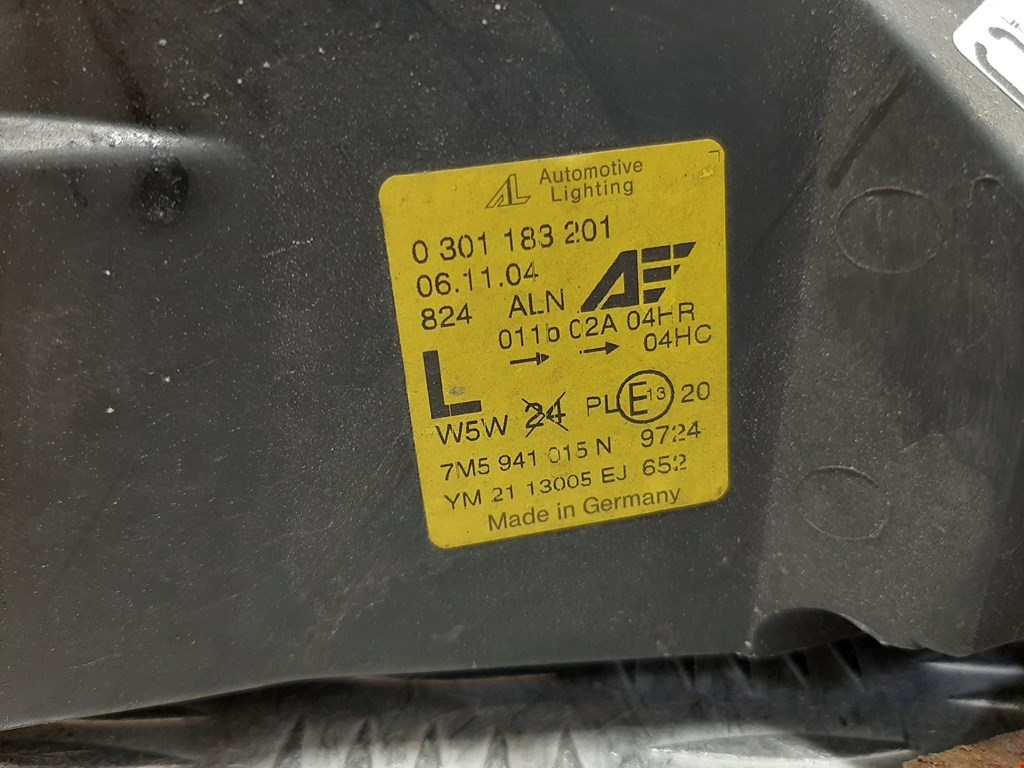 AL Automotive
Lighting
0 301 183 201
06.11.04
824 ALN
011b 02A 04HR
04HC
L
W5W 24 PL E13 20
7M5 941 015 N 9724
YM 21 13005 EJ 652
Made in Germany